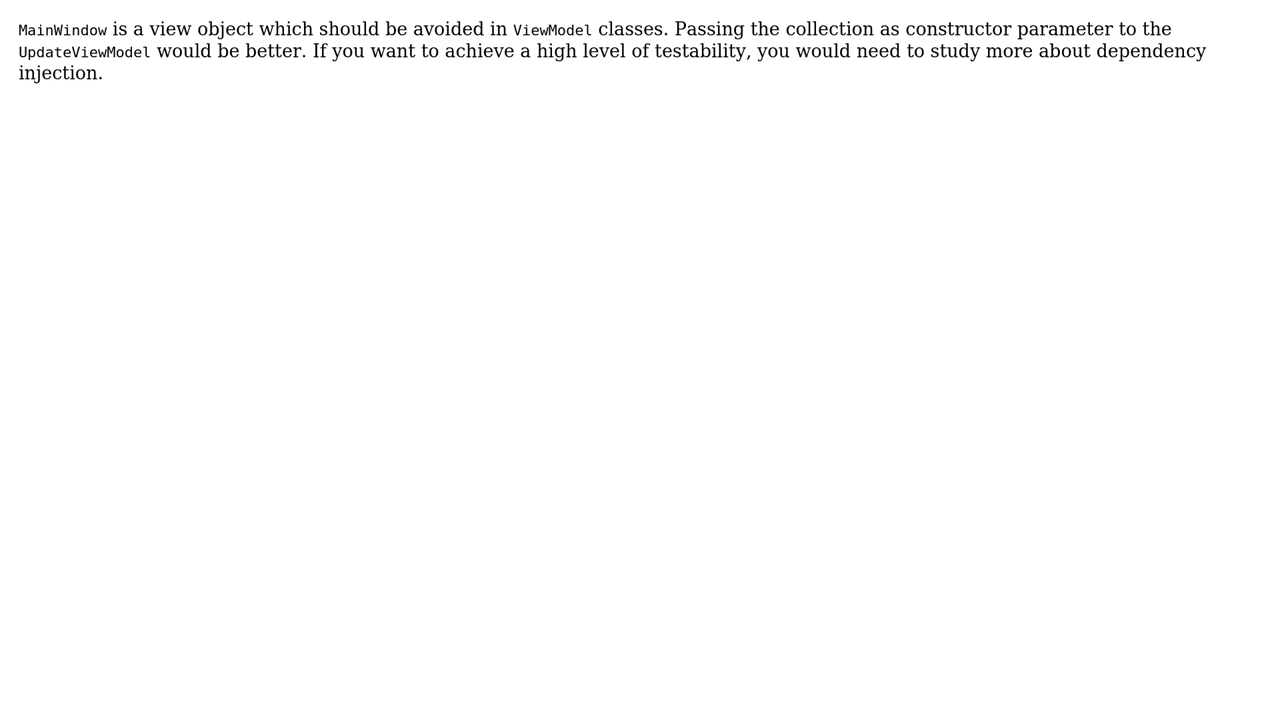 MainWindow is a view object which should be avoided in ViewModel classes. Passing the collection as constructor parameter to the
UpdateViewModel would be better. If you want to achieve a high level of testability, you would need to study more about dependency
injection.